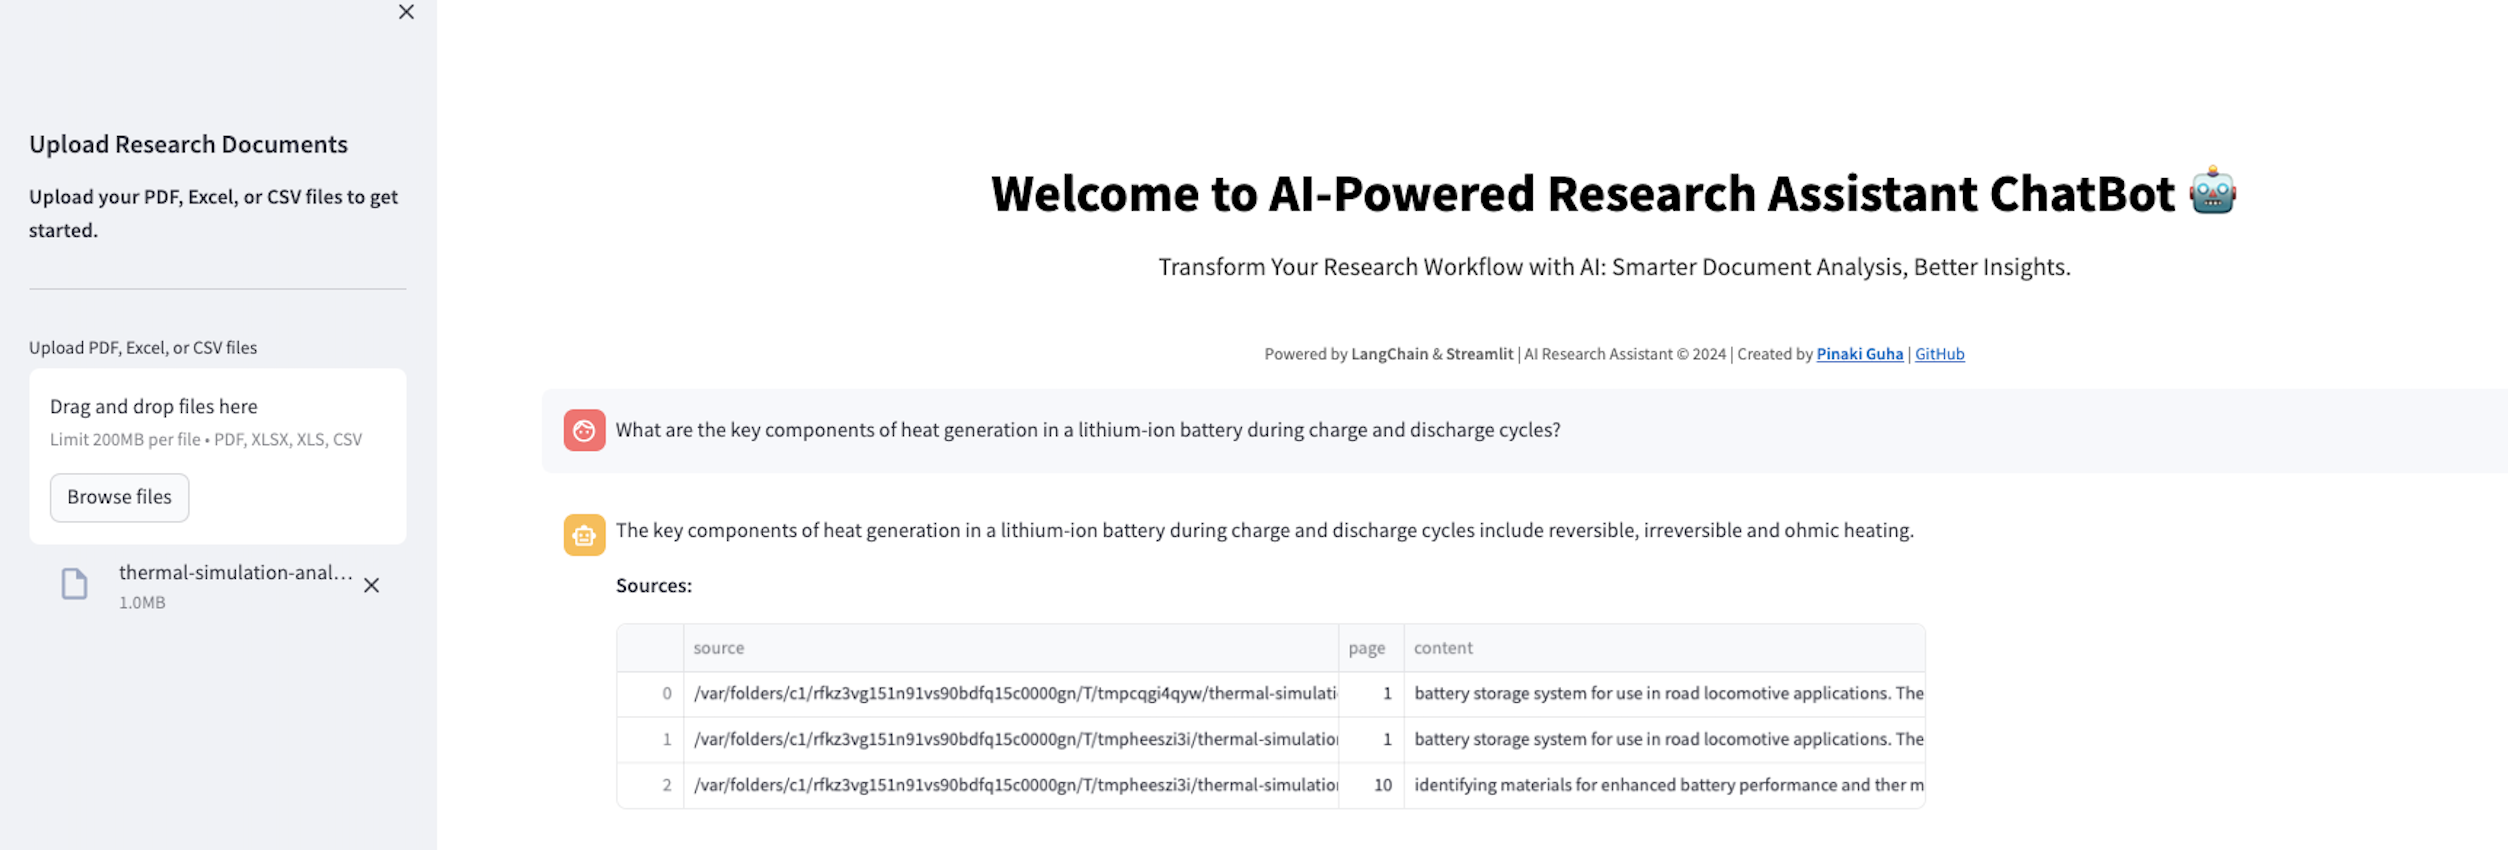 Upload Research Documents
Upload your PDF, Excel, or CSV files to get
started.
Upload PDF, Excel, or CSV files
Drag and drop files here
Limit 200MB per file • PDF, XLSX, XLS, CSV
Browse files
thermal-simulation-anal...
1.0MB
Welcome to AI-Powered Research Assistant ChatBot
Transform Your Research Workflow with AI: Smarter Document Analysis, Better Insights.
Powered by LangChain & Streamlit | AI Research Assistant © 2024 | Created by Pinaki Guha | GitHub
What are the key components of heat generation in a lithium-ion battery during charge and discharge cycles?
The key components of heat generation in a lithium-ion battery during charge and discharge cycles include reversible, irreversible and ohmic heating.
Sources:
source page content
0 /var/folders/c1/rfkz3vg151n91vs90bdfq15c0000gn/T/tmpcqgi4qyw/thermal-simulati 1 battery storage system for use in road locomotive applications. The
1 /var/folders/c1/rfkz3vg151n91vs90bdfq15c0000gn/T/tmpheeszi3i/thermal-simulation 1 battery storage system for use in road locomotive applications. The
2 /var/folders/c1/rfkz3vg151n91vs90bdfq15c0000gn/T/tmpheeszi3i/thermal-simulation 10 identifying materials for enhanced battery performance and ther m